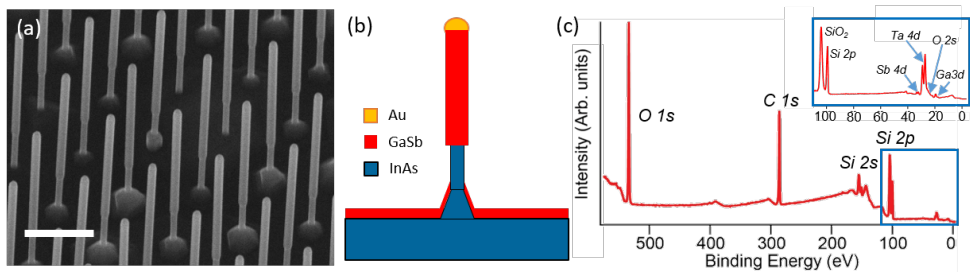 (a)
(b)
Au
GaSb
InAs
(c)
Intensity (Arb. units)
O 1s
C 1s
Si 2s
Si 2p
500 400 300 200 100 0
Binding Energy (eV)
SiO2
Si 2p
Sb 4d
Ta 4d
O 2s
Ga3d
100 80 60 40 20 0